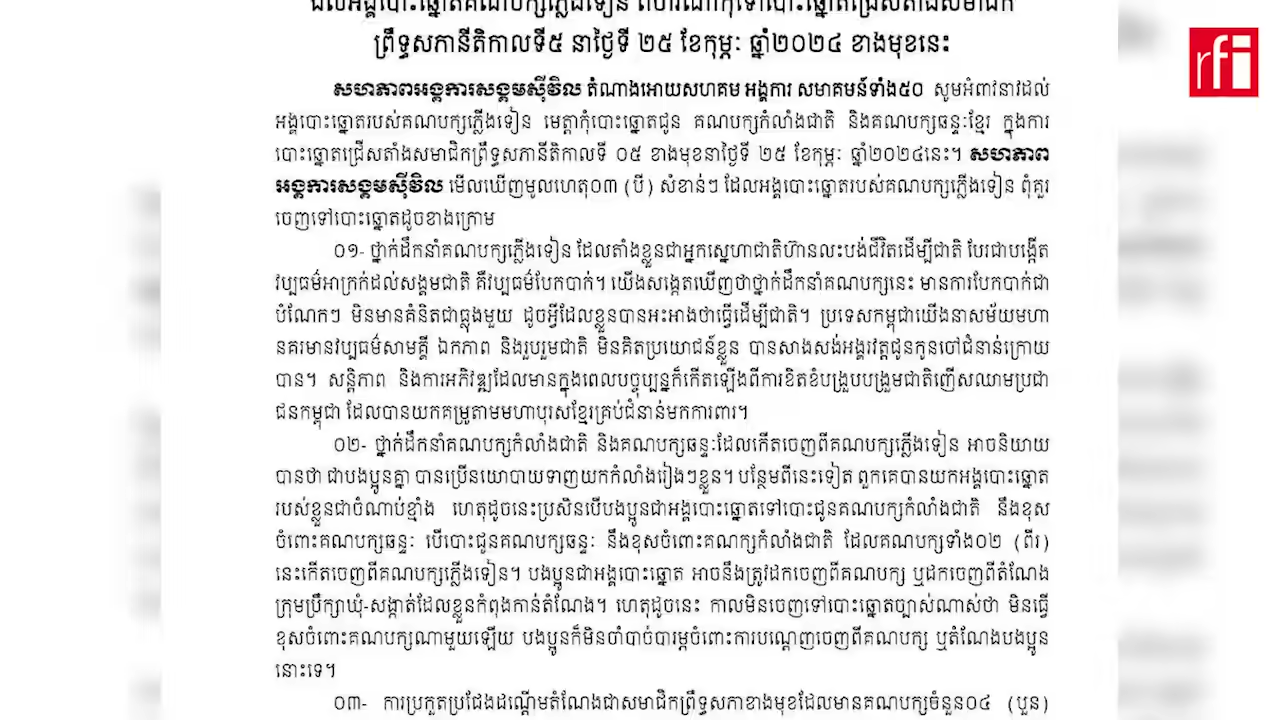 ដល់អង្គបោះឆ្នោតគណបក្សភ្លើងទៀន ពិចារណាកុំទៅបោះឆ្នោតជ្រើសតាំងសមាជិក
ព្រឹទ្ធសភានីតិកាលទី៥ នាថ្ងៃទី ២៥ ខែកុម្ភៈ ឆ្នាំ២០២៤ ខាងមុខនេះ
rfi
សហភាពអង្គការសង្គមស៊ីវិល តំណាងអោយសហគម អង្គការ សមាគមន៍ទាំង៥០ សូមអំពាវនាវដល់
អង្គបោះឆ្នោតរបស់គណបក្សភ្លើងទៀន មេត្តាកុំបោះឆ្នោតជូន គណបក្សកំលាំងជាតិ និងគណបក្សឆន្ទៈខ្មែរ ក្នុងការ
បោះឆ្នោតជ្រើសតាំងសមាជិកព្រឹទ្ធសភានីតិកាលទី ០៥ ខាងមុខនាថ្ងៃទី ២៥ ខែកុម្ភៈ ឆ្នាំ២០២៤នេះ។ សហភាព
អង្គការសង្គមស៊ីវិល មើលឃើញមូលហេតុ០៣ (បី) សំខាន់ៗ ដែលអង្គបោះឆ្នោតរបស់គណបក្សភ្លើងទៀន ពុំគួរ
ចេញទៅបោះឆ្នោតដូចខាងក្រោម
០១- ថ្នាក់ដឹកនាំគណបក្សភ្លើងទៀន ដែលតាំងខ្លួនជាអ្នកស្នេហាជាតិហ៊ានលះបង់ជីវិតដើម្បីជាតិ បែរជាបង្កើត
វប្បធម៌អាក្រក់ដល់សង្គមជាតិ គឺវប្បធម៌បែកបាក់។ យើងសង្កេតឃើញថាថ្នាក់ដឹកនាំគណបក្សនេះ មានការបែកបាក់ជា
បំណែកៗ មិនមានគំនិតជាធ្លុងមួយ ដូចអ្វីដែលខ្លួនបានអះអាងថាធ្វើដើម្បីជាតិ។ ប្រទេសកម្ពុជាយើងនាសម័យមហា
នគរមានវប្បធម៌សាមគ្គី ឯកភាព និងរួបរួមជាតិ មិនគិតប្រយោជន៍ខ្លួន បានសាងសង់អង្គរវត្តជូនកូនចៅជំនាន់ក្រោយ
បាន។ សន្តិភាព និងការអភិវឌ្ឍដែលមានក្នុងពេលបច្ចុប្បន្នក៏កើតឡើងពីការខិតខំបង្រួបបង្រួមជាតិញើសឈាមប្រជា
ជនកម្ពុជា ដែលបានយកគម្រូតាមមហាបុរសខ្មែរគ្រប់ជំនាន់មកការពារ។
០២- ថ្នាក់ដឹកនាំគណបក្សកំលាំងជាតិ និងគណបក្សឆន្ទៈដែលកើតចេញពីគណបក្សភ្លើងទៀន អាចនិយាយ
បានថា ជាបងប្អូនគ្នា បានប្រើនយោបាយទាញយកកំលាំងរៀងៗខ្លួន។ បន្ថែមពីនេះទៀត ពួកគេបានយកអង្គបោះឆ្នោត
របស់ខ្លួនជាចំណាប់ខ្មាំង ហេតុដូចនេះប្រសិនបើបងប្អូនជាអង្គបោះឆ្នោតទៅបោះជូនគណបក្សកំលាំងជាតិ នឹងខុស
ចំពោះគណបក្សឆន្ទៈ បើបោះជូនគណបក្សឆន្ទៈ នឹងខុសចំពោះគណក្សកំលាំងជាតិ ដែលគណបក្សទាំង០២ (ពីរ)
នេះកើតចេញពីគណបក្សភ្លើងទៀន។ បងប្អូនជាអង្គបោះឆ្នោត អាចនឹងត្រូវដកចេញពីគណបក្ស ឬដកចេញពីតំណែង
ក្រុមប្រឹក្សាឃុំ-សង្កាត់ដែលខ្លួនកំពុងកាន់តំណែង។ ហេតុដូចនេះ កាលមិនចេញទៅបោះឆ្នោតច្បាស់ណាស់ថា មិនធ្វើ
ខុសចំពោះគណបក្សណាមួយឡើយ បងប្អូនក៏មិនចាំបាច់បារម្ភចំពោះការបណ្តេញចេញពីគណបក្ស ឬតំណែងបងប្អូន
នោះទេ។
០៣- ការប្រកួតប្រជែងដណ្តើមតំណែងជាសមាជិកព្រឹទ្ធសភាខាងមុខដែលមានគណបក្សចំនួន០៤ (បួន)